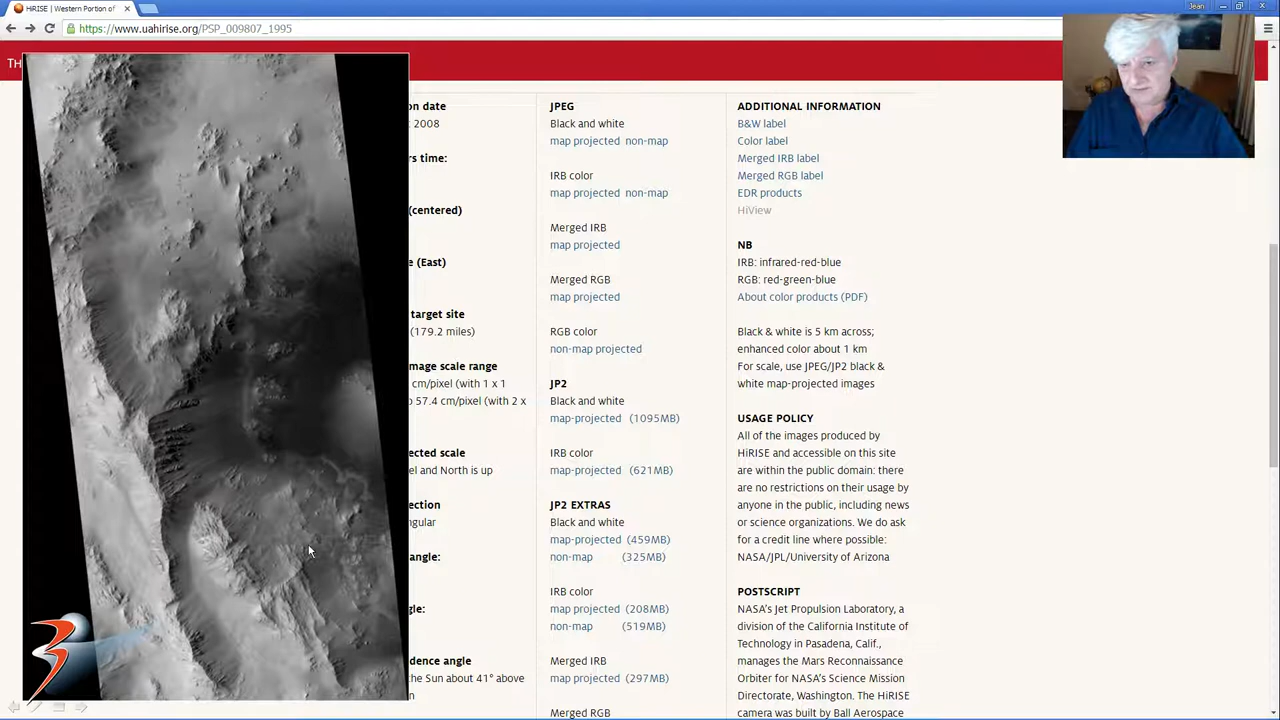 HiRISE | Western Portion of
Jean
https://www.uahirise.org/PSP_009807_1995
TH
on date
2008
rs time:
(centered)
e (East)
target site
(179.2 miles)
mage scale range
cm/pixel (with 1 x 1
o 57.4 cm/pixel (with 2 x
ected scale
el and North is up
ection
ngular
angle:
gle:
dence angle
the Sun about 41° above
n
JPEG
Black and white
map projected non-map
IRB color
map projected non-map
Merged IRB
map projected
Merged RGB
map projected
RGB color
non-map projected
JP2
Black and white
map-projected (1095MB)
IRB color
map-projected (621MB)
JP2 EXTRAS
Black and white
map-projected (459MB)
non-map (325MB)
IRB color
map projected (208MB)
non-map (519MB)
Merged IRB
map projected (297MB)
Merged RGB
ADDITIONAL INFORMATION
B&W label
Color label
Merged IRB label
Merged RGB label
EDR products
HiView
NB
IRB: infrared-red-blue
RGB: red-green-blue
About color products (PDF)
Black & white is 5 km across;
enhanced color about 1 km
For scale, use JPEG/JP2 black &
white map-projected images
USAGE POLICY
All of the images produced by
HiRISE and accessible on this site
are within the public domain: there
are no restrictions on their usage by
anyone in the public, including news
or science organizations. We do ask
for a credit line where possible:
NASA/JPL/University of Arizona
POSTSCRIPT
NASA's Jet Propulsion Laboratory, a
division of the California Institute of
Technology in Pasadena, Calif.,
manages the Mars Reconnaissance
Orbiter for NASA's Science Mission
Directorate, Washington. The HiRISE
camera was built by Ball Aerospace
3